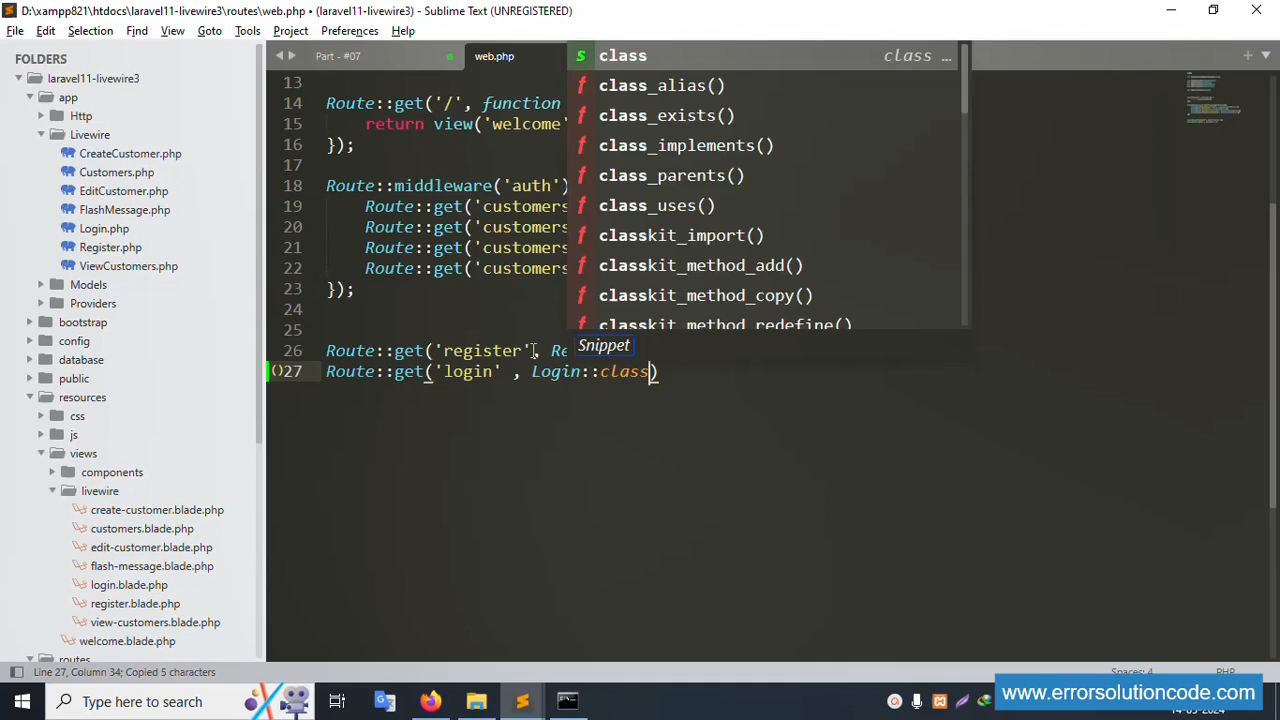 D:\xampp821\htdocs\laravel11-livewire3\routes\web.php • (laravel11-livewire3) - Sublime Text (UNREGISTERED)
File Edit Selection Find View Goto Tools Project Preferences Help
FOLDERS
laravel11-livewire3
app
Http
Livewire
CreateCustomer.php
Customers.php
EditCustomer.php
FlashMessage.php
Login.php
Register.php
ViewCustomers.php
Models
Providers
bootstrap
config
database
public
resources
css
js
views
components
livewire
create-customer.blade.php
customers.blade.php
edit-customer.blade.php
flash-message.blade.php
login.blade.php
register.blade.php
view-customers.blade.php
welcome.blade.php
routes
Part - #07
web.php
13
14 Route::get('/', function
15 return view('welcome'
16 });
17
18 Route::middleware('auth')
19 Route::get('customers
20 Route::get('customers
21 Route::get('customers
22 Route::get('customers
23 });
24
25
26 Route::get('register', Re
27 Route::get('login' , Login::class)
s class class ...
f class_alias()
f class_exists()
f class_implements()
f class_parents()
f class_uses()
f classkit_import()
f classkit_method_add()
f classkit_method_copy()
f classkit_method_redefine()
Snippet
Line 27, Column 34; Copied 5 characters
Spaces: 4 PHP
Type here to search
www.errorsolutioncode.com
14-05-2024